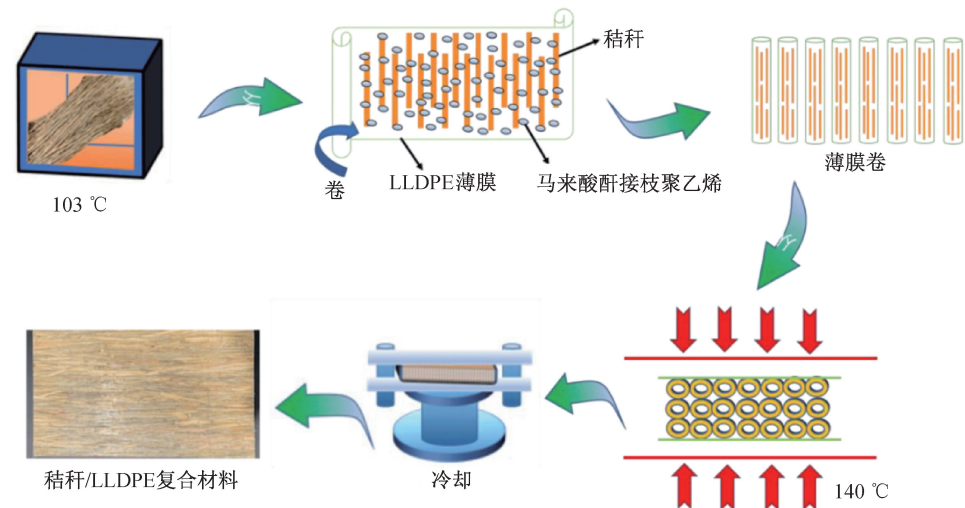 103 ℃
秸秆
卷
LLDPE薄膜
马来酸酐接枝聚乙烯
薄膜卷
140 ℃
冷却
秸秆/LLDPE复合材料